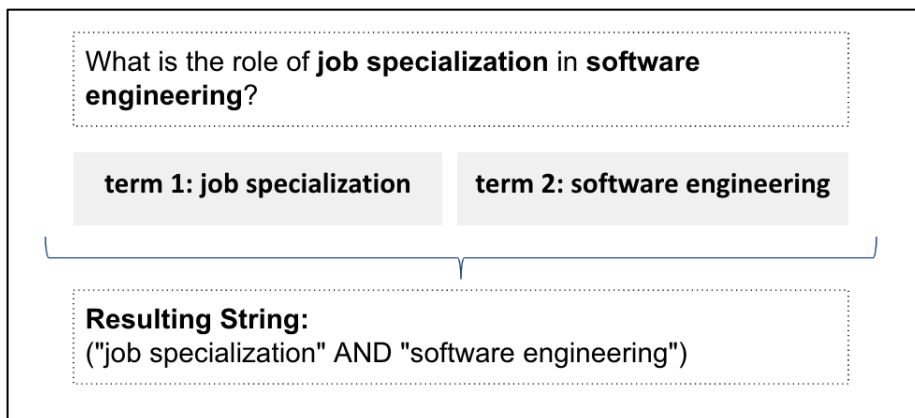 What is the role of job specialization in software
engineering?
term 1: job specialization
term 2: software engineering
Resulting String:
("job specialization" AND "software engineering")